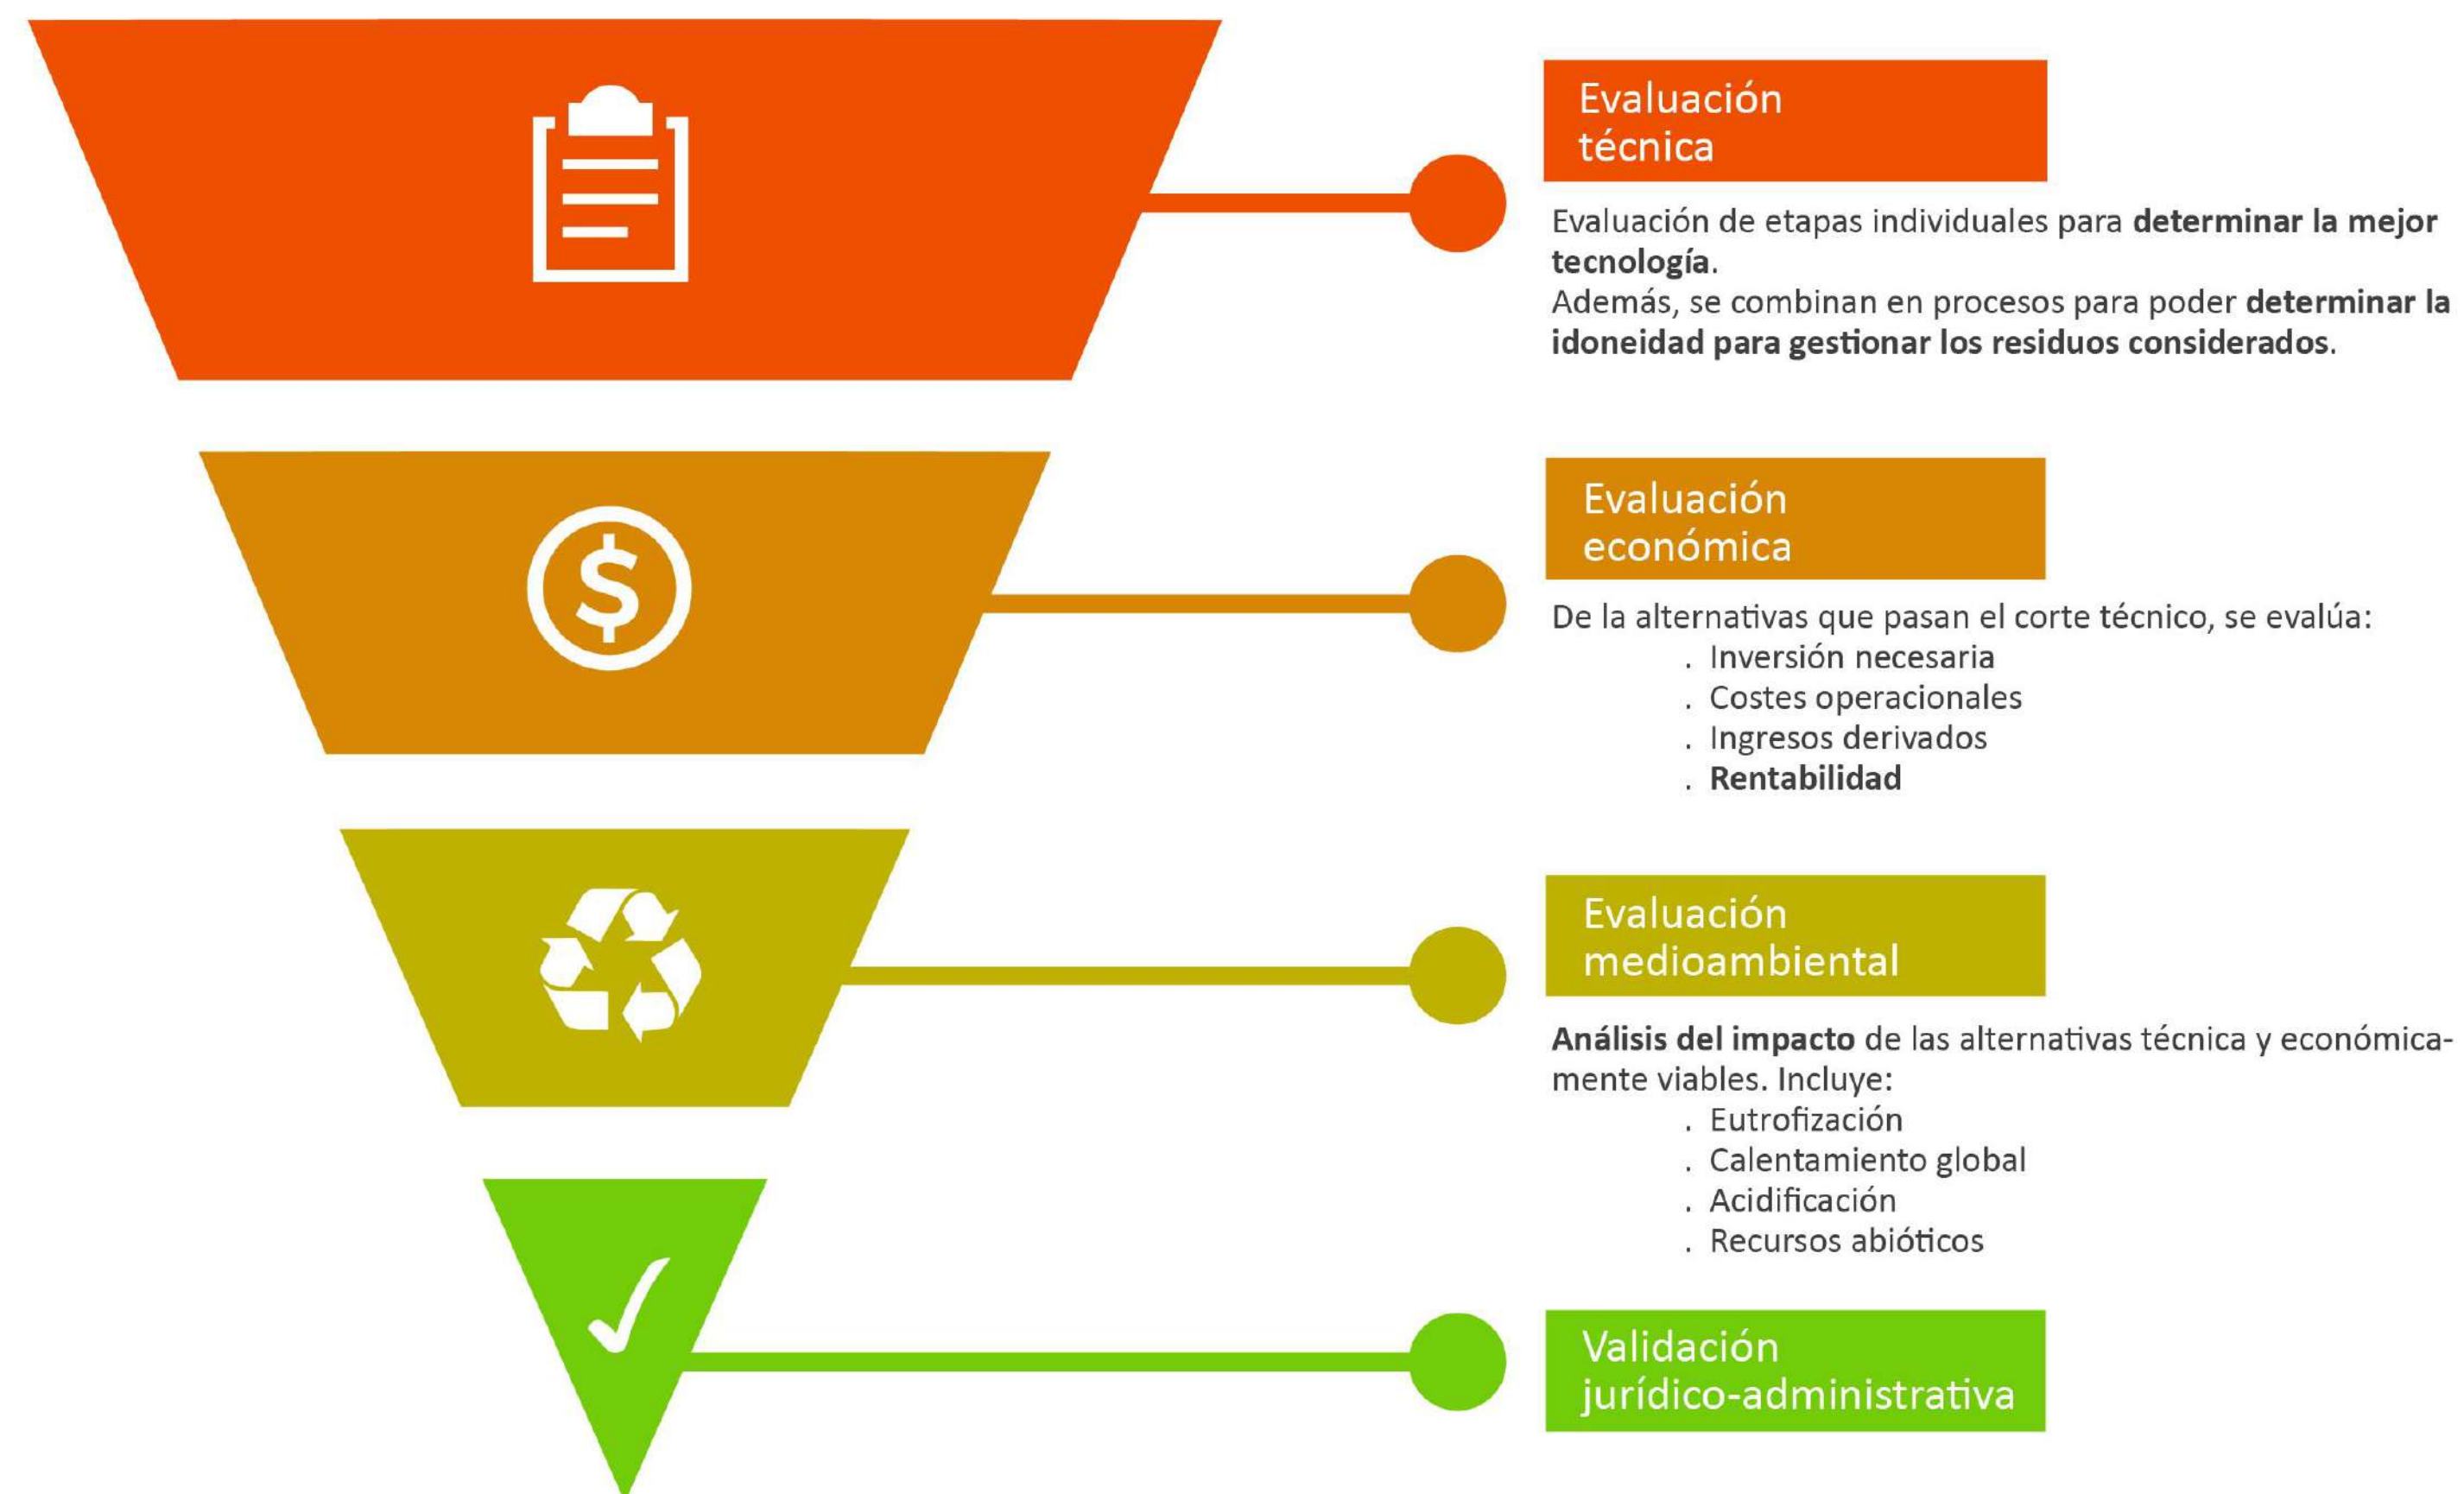 Evaluación
técnica
Evaluación de etapas individuales para determinar la mejor
tecnología.
Además, se combinan en procesos para poder determinar la
idoneidad para gestionar los residuos considerados.
$
Evaluación
económica
De la alternativas que pasan el corte técnico, se evalúa:
. Inversión necesaria
. Costes operacionales
. Ingresos derivados
. Rentabilidad
Evaluación
medioambiental
Análisis del impacto de las alternativas técnica y económica-
mente viables. Incluye:
. Eutrofización
. Calentamiento global
. Acidificación
. Recursos abióticos
Validación
jurídico-administrativa